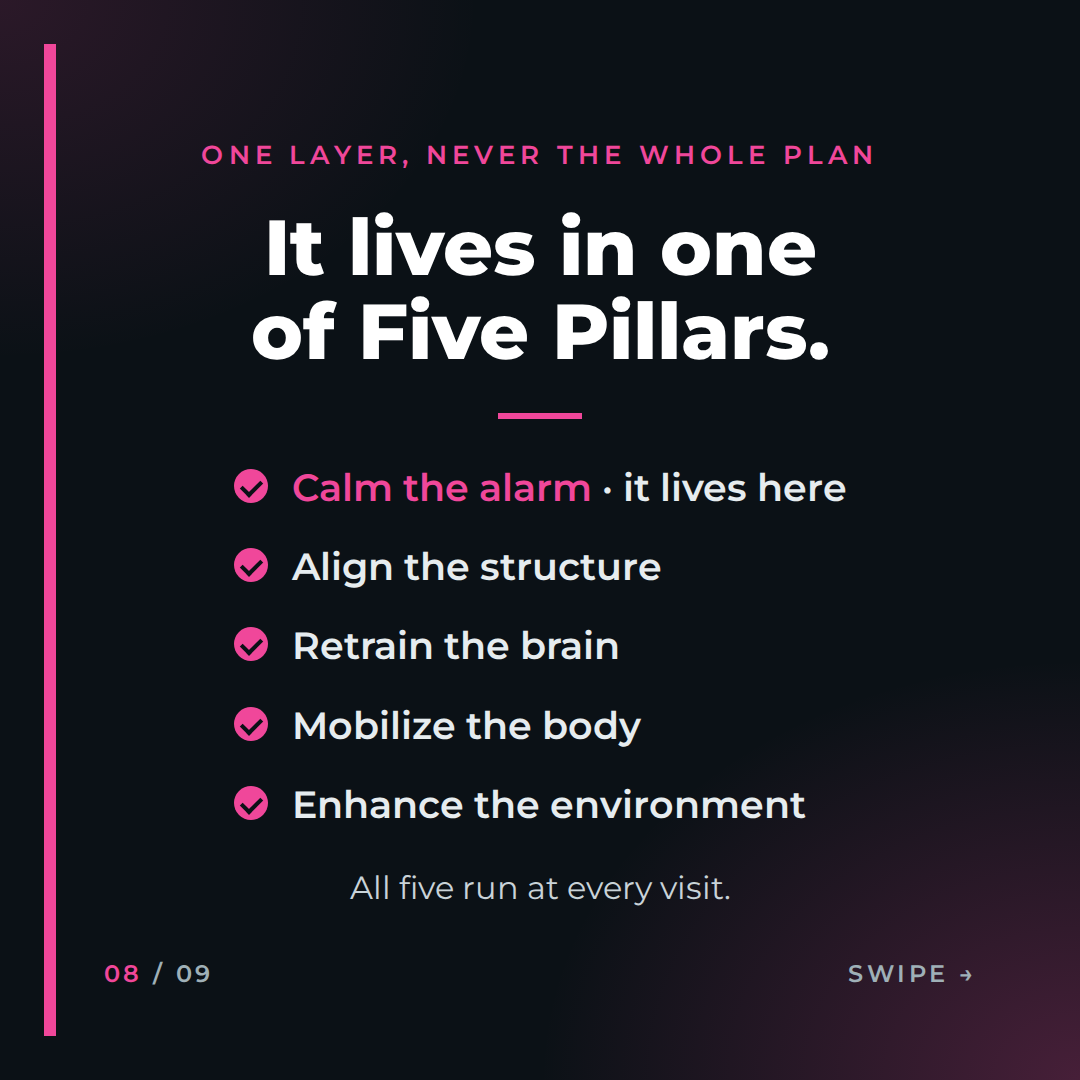 ONE LAYER, NEVER THE WHOLE PLAN
It lives in one
of Five Pillars.
Calm the alarm · it lives here
Align the structure
Retrain the brain
Mobilize the body
Enhance the environment
All five run at every visit.
08 / 09
SWIPE →